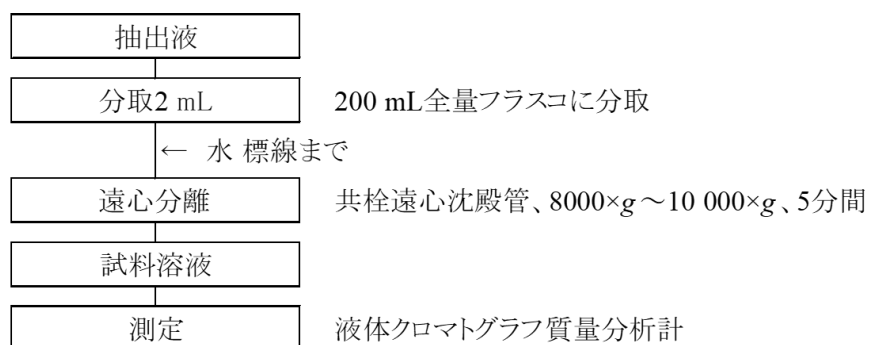 抽出液
分取2 mL 200 mL全量フラスコに分取
← 水 標線まで
遠心分離 共栓遠心沈殿管、8000×g～10 000×g、5分間
試料溶液
測定 液体クロマトグラフ質量分析計